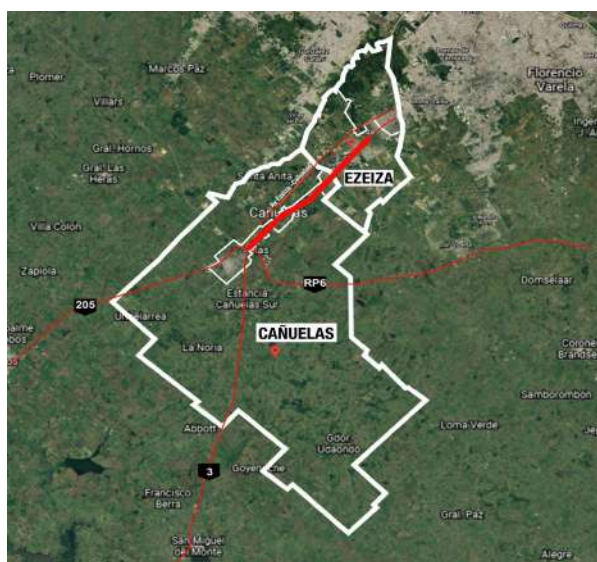 Plomer
Marcos Paz
Florencio
Varela
Villars
Gral. Hornos
Gral. Las
Heras
Santa Anita
EZEIZA
Cañuelas
Villa Colón
Zapiola
RP6
Domselaar
205
Estancia
Cañuelas Sur
Uribelarrea
CAÑUELAS
La Noria
Samborombón
Abbott
Gdor.
Udaondo
Loma Verde
3
Goyeneche
Francisco
Berra
Gral. Paz
San Miguel
del Monte
Alegre